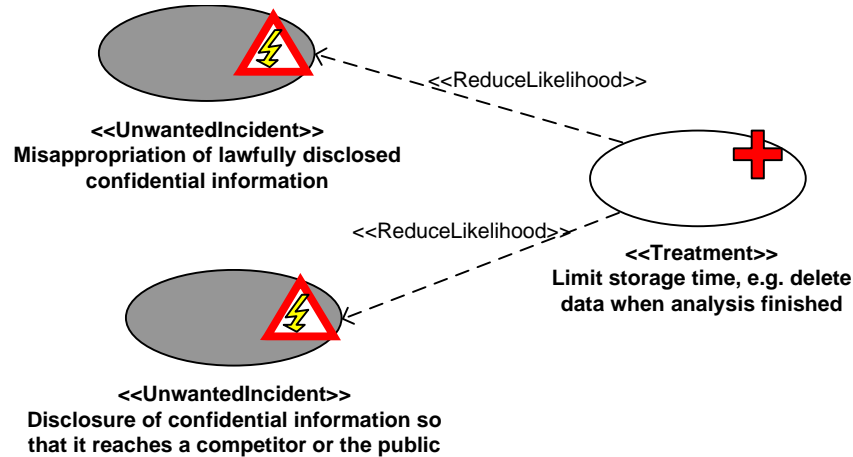 <<ReduceLikelihood>>
<<UnwantedIncident>>
Misappropriation of lawfully disclosed
confidential information
<<ReduceLikelihood>>
<<Treatment>>
Limit storage time, e.g. delete
data when analysis finished
<<UnwantedIncident>>
Disclosure of confidential information so
that it reaches a competitor or the public